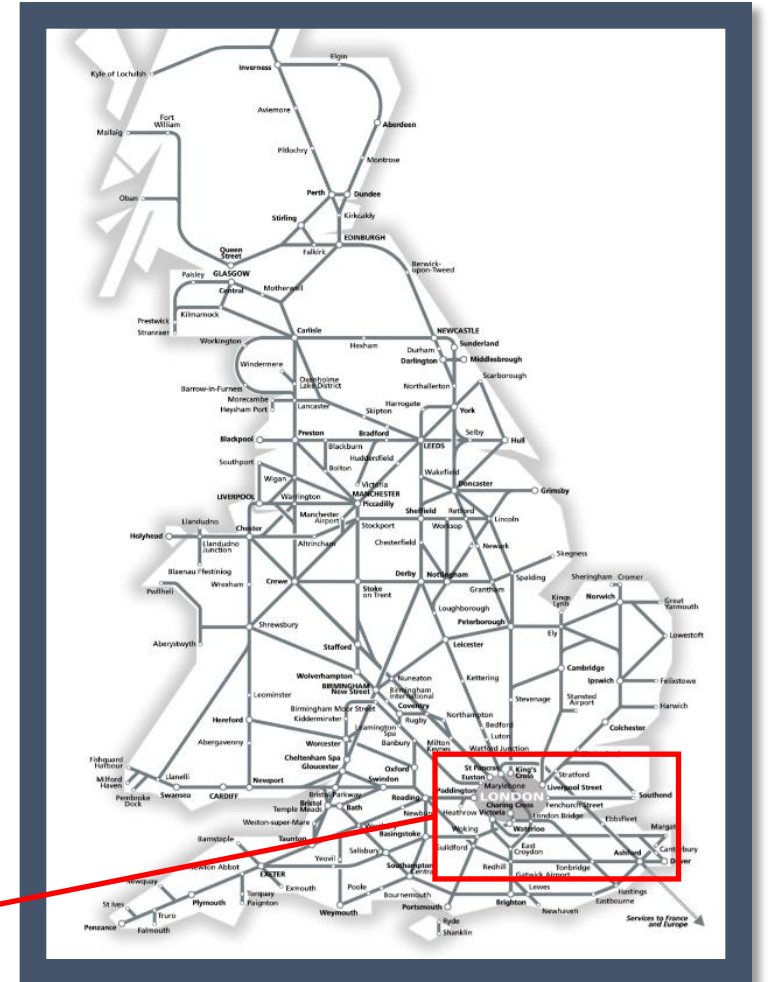 Kyle of Lochalsh
Inverness
Elgin
Aviemore
Aberdeen
Fort
William
Mallaig
Pitlochry
Montrose
Oban
Perth
Dundee
Stirling
Kirkcaldy
EDINBURGH
Falkirk
Queen
Street
GLASGOW
Central
Paisley
Motherwell
Berwick-
upon-Tweed
Kilmarnock
Prestwick
Stranraer
Carlisle
Hexham
NEWCASTLE
Sunderland
Workington
Durham
Darlington
Middlesbrough
Windermere
Oxenholme
Lake District
Barrow-in-Furness
Northallerton
Scarborough
Morecambe
Heysham Port
Lancaster
Skipton
Harrogate
York
Blackpool
Preston
Blackburn
Bradford
LEEDS
Selby
Hull
Southport
Bolton
Huddersfield
Wakefield
Wigan
Victoria
MANCHESTER
Piccadilly
Doncaster
Grimsby
LIVERPOOL
Warrington
Manchester
Airport
Stockport
Sheffield
Retford
Worksop
Lincoln
Llandudno
Holyhead
Llandudno
Junction
Chester
Altrincham
Chesterfield
Newark
Skegness
Blaenau Ffestiniog
Pwllheli
Wrexham
Crewe
Stoke
on Trent
Derby
Nottingham
Grantham
Spalding
Sheringham
Cromer
Kings
Lynn
Norwich
Great
Yarmouth
Loughborough
Peterborough
Shrewsbury
Aberystwyth
Stafford
Leicester
Ely
Lowestoft
Wolverhampton
BIRMINGHAM
New Street
Nuneaton
Birmingham
International
Kettering
Cambridge
Ipswich
Felixstowe
Leominster
Birmingham Moor Street
Kidderminster
Coventry
Rugby
Northampton
Stevenage
Stansted
Airport
Harwich
Hereford
Leamington
Spa
Bedford
Colchester
Worcester
Banbury
Milton
Keynes
Luton
Watford Junction
Abergavenny
Cheltenham Spa
Gloucester
Oxford
St Pancras
Euston
King's
Cross
Stratford
Fishguard
Harbour
Milford
Haven
Pembroke
Dock
Llanelli
Swansea
CARDIFF
Newport
Bristol Parkway
Swindon
Paddington
Marylebone
Liverpool Street
Southend
Bristol
Temple Meads
Bath
Reading
LONDON
Charing Cross
Fenchurch Street
Heathrow
Victoria
London Bridge
Ebbsfleet
Weston-super-Mare
Basingstoke
Woking
Waterloo
Margate
Barnstaple
Taunton
Guildford
East
Croydon
Canterbury
Yeovil
Salisbury
Redhill
Tonbridge
Ashford
Dover
Newton Abbot
EXETER
Southampton
Central
Gatwick Airport
Newquay
Exmouth
Poole
Bournemouth
Lewes
Hastings
Eastbourne
St Ives
Plymouth
Torquay
Paignton
Weymouth
Portsmouth
Brighton
Newhaven
Truro
Penzance
Falmouth
Ryde
Shanklin
Services to France
and Europe